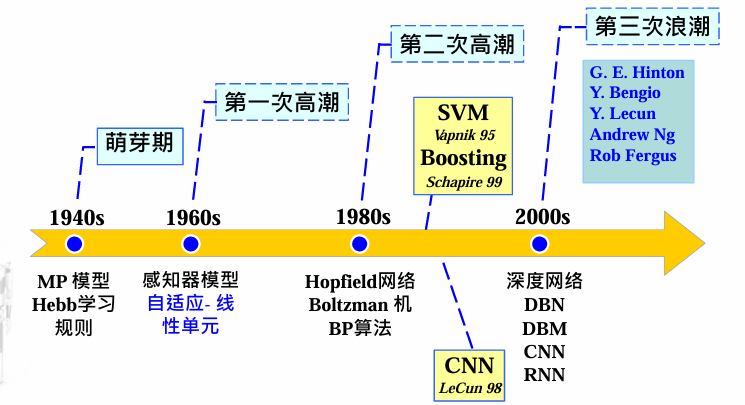 第三次浪潮
第二次高潮
第一次高潮
萌芽期
G. E. Hinton
Y. Bengio
Y. Lecun
Andrew Ng
Rob Fergus
SVM
Vapnik 95
Boosting
Schapire 99
1940s
1960s
1980s
2000s
MP 模型
Hebb学习
规则
感知器模型
自适应- 线
性单元
Hopfield网络
Boltzman 机
BP算法
深度网络
DBN
DBM
CNN
RNN
CNN
LeCun 98